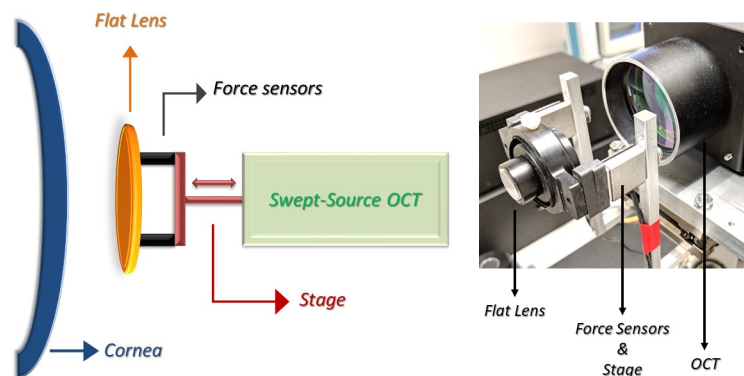 Flat Lens
Force sensors
Swept-Source OCT
Stage
Cornea
Flat Lens
Force Sensors
&
Stage
OCT